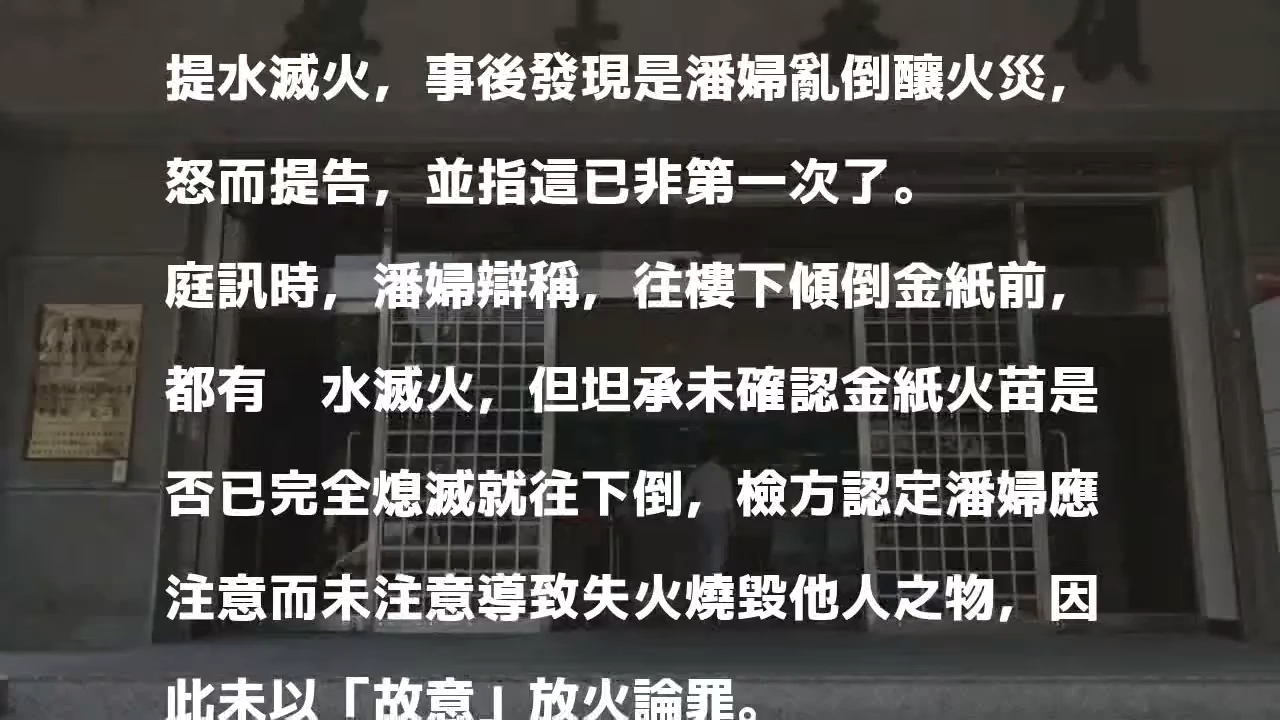 提水滅火，事後發現是潘婦亂倒釀火災，
怒而提告，並指這已非第一次了。
庭訊時，潘婦辯稱，往樓下傾倒金紙前，
都有　水滅火，但坦承未確認金紙火苗是
否已完全熄滅就往下倒，檢方認定潘婦應
注意而未注意導致失火燒毀他人之物，因
此未以「故意」放火論罪。